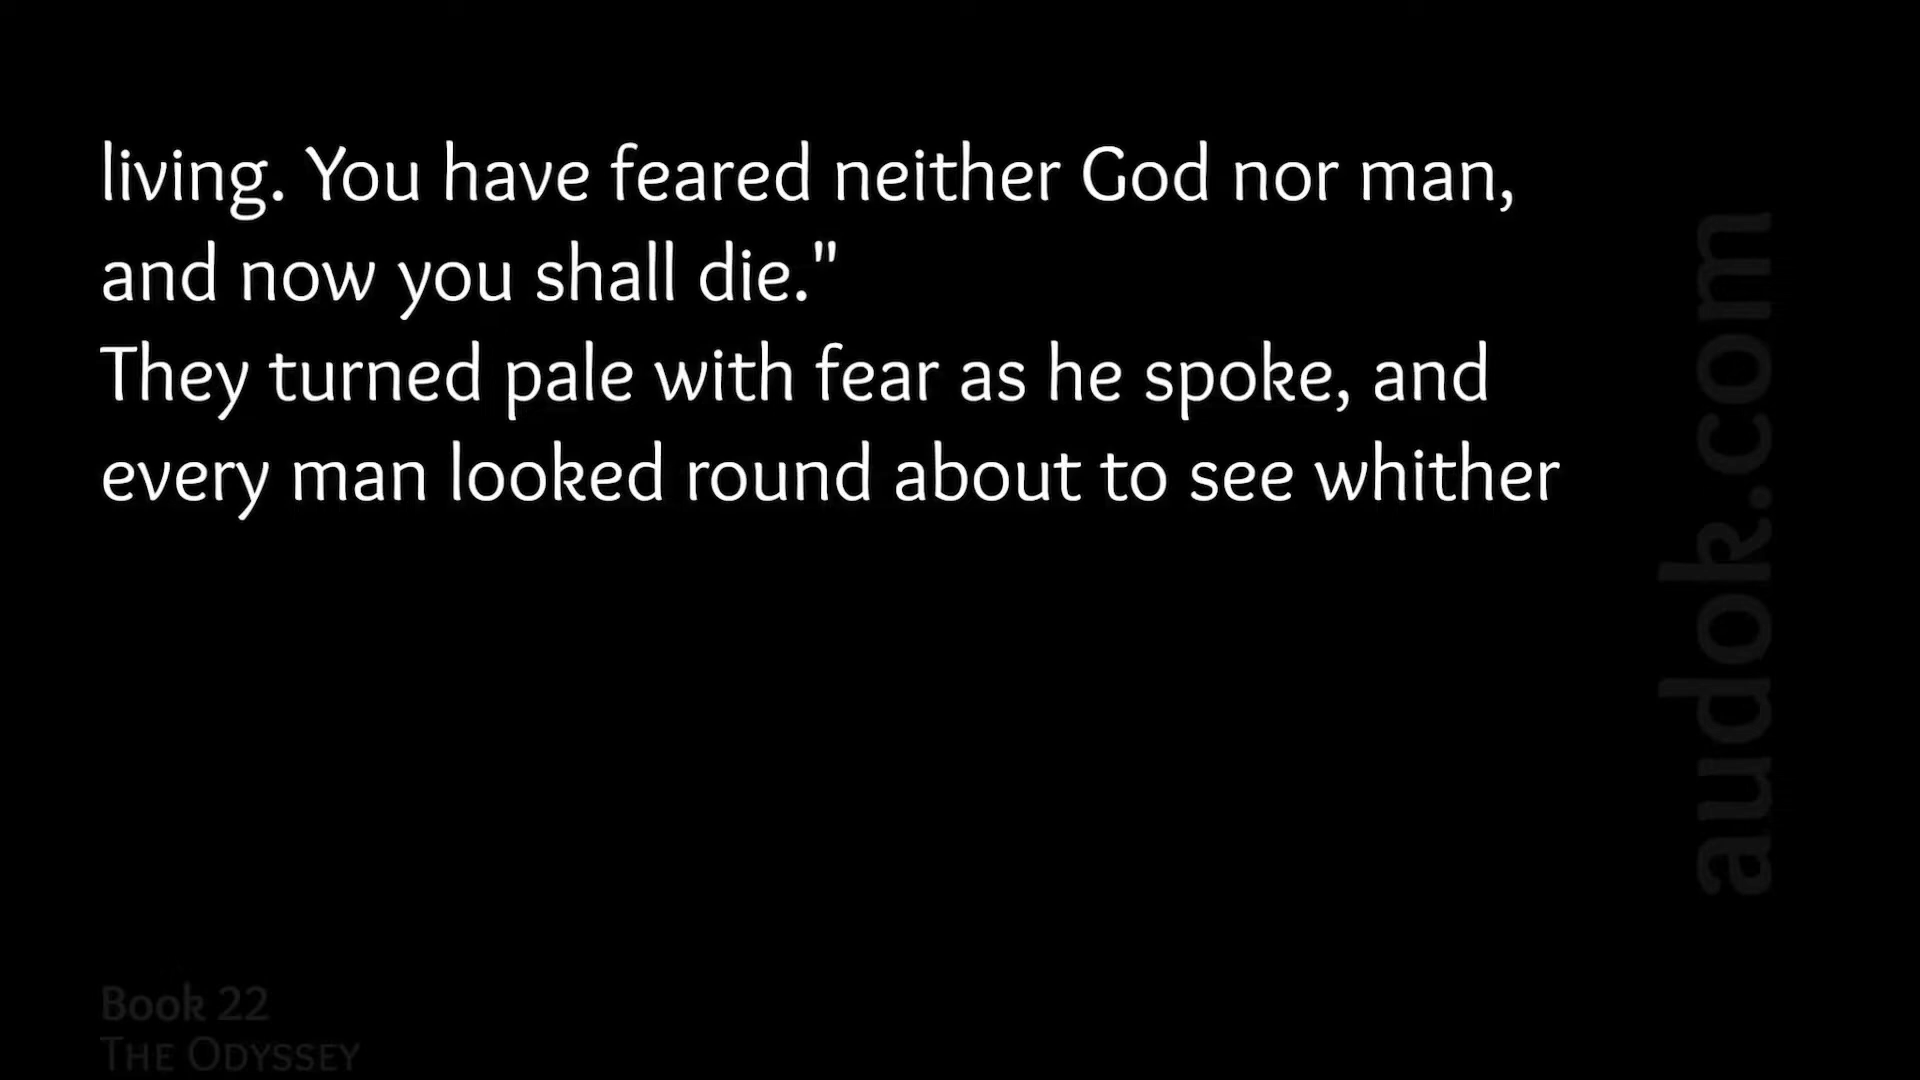 living. You have feared neither God nor man,
and now you shall die."
They turned pale with fear as he spoke, and
every man looked round about to see whither
audok.com
Book 22
THE ODYSSEY